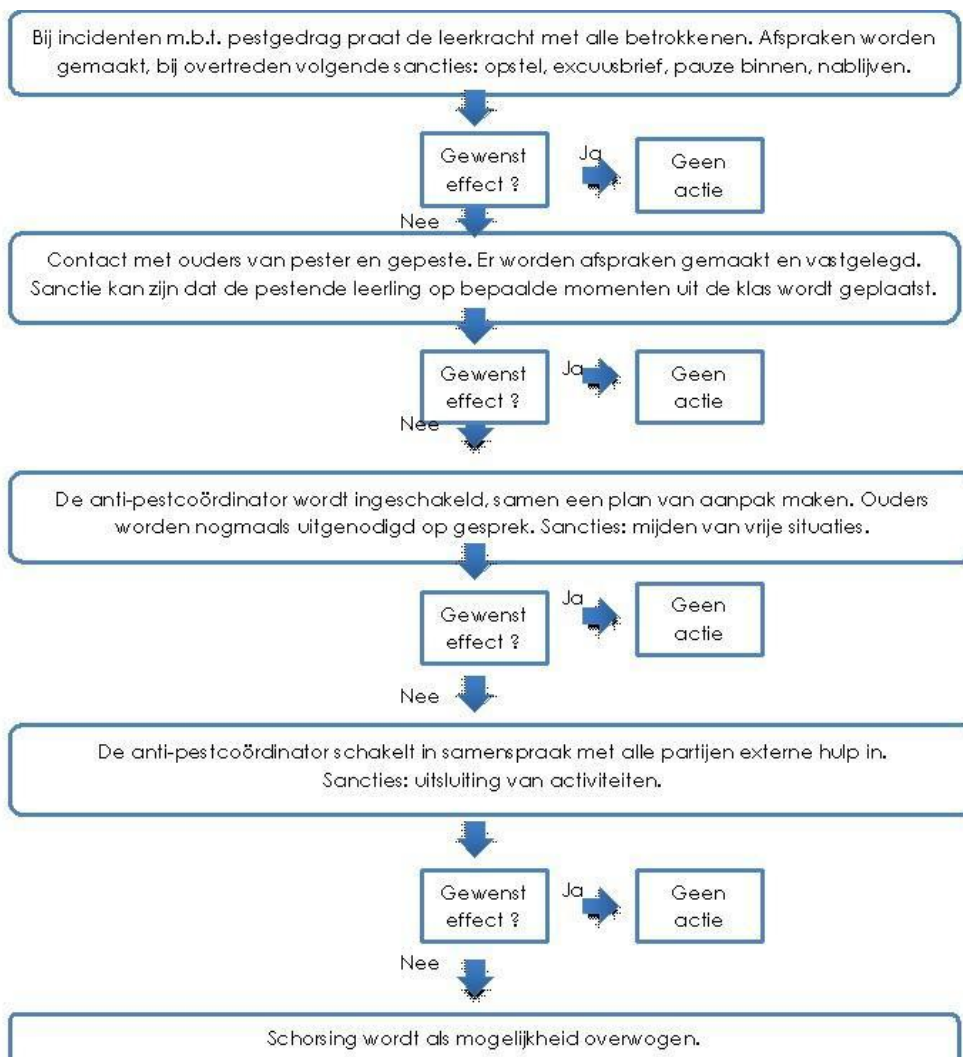 Bij incidenten m.b.t. pestgedrag praat de leerkracht met alle betrokkenen. Afspraken worden
gemaakt, bij overtreden volgende sancties: opstel, excuusbrief, pauze binnen, nablijven.
Gewenst
effect ?
Ja
Geen
actie
Nee
Contact met ouders van pester en gepeste. Er worden afspraken gemaakt en vastgelegd.
Sanctie kan zijn dat de pestende leerling op bepaalde momenten uit de klas wordt geplaatst.
Gewenst
effect ?
Ja
Geen
actie
Nee
De anti-pestcoördinator wordt ingeschakeld, samen een plan van aanpak maken. Ouders
worden nogmaals uitgenodigd op gesprek. Sancties: mijden van vrije situaties.
Gewenst
effect ?
Ja
Geen
actie
Nee
De anti-pestcoördinator schakelt in samenspraak met alle partijen externe hulp in.
Sancties: uitsluiting van activiteiten.
Gewenst
effect ?
Ja
Geen
actie
Nee
Schorsing wordt als mogelijkheid overwogen.